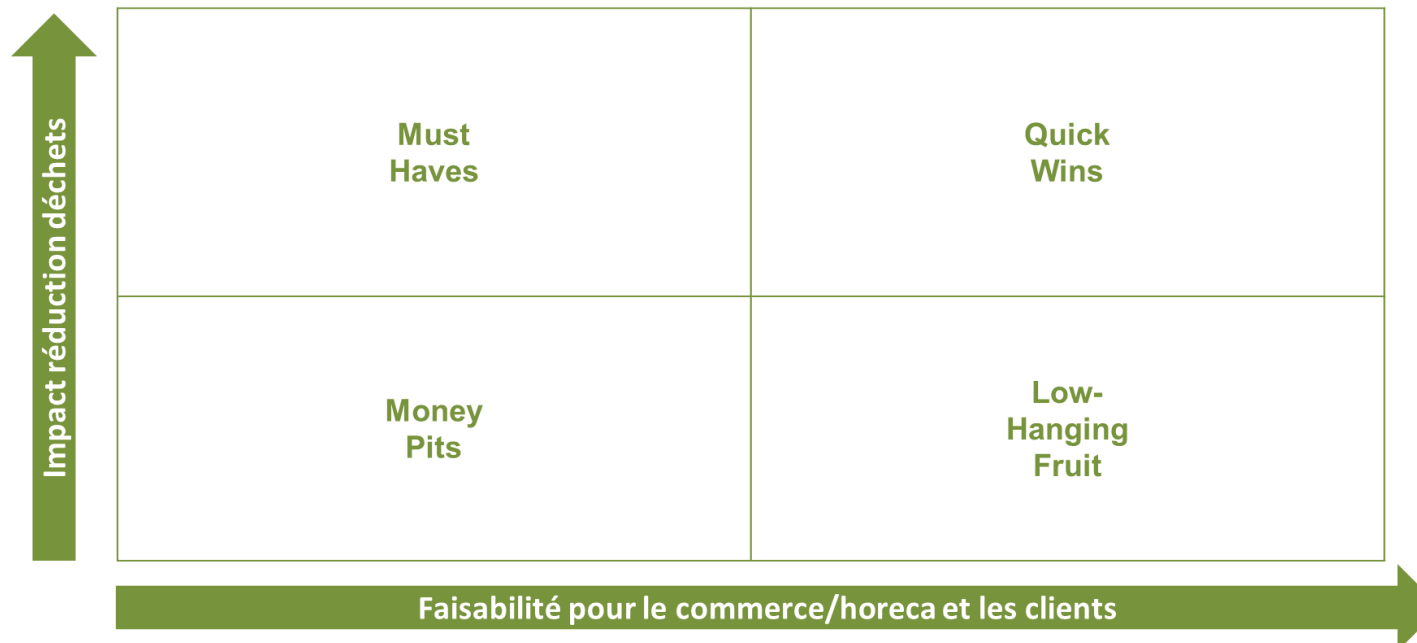 Impact réduction déchets
Must
Haves
Quick
Wins
Money
Pits
Low-
Hanging
Fruit
Faisabilité pour le commerce/horeca et les clients